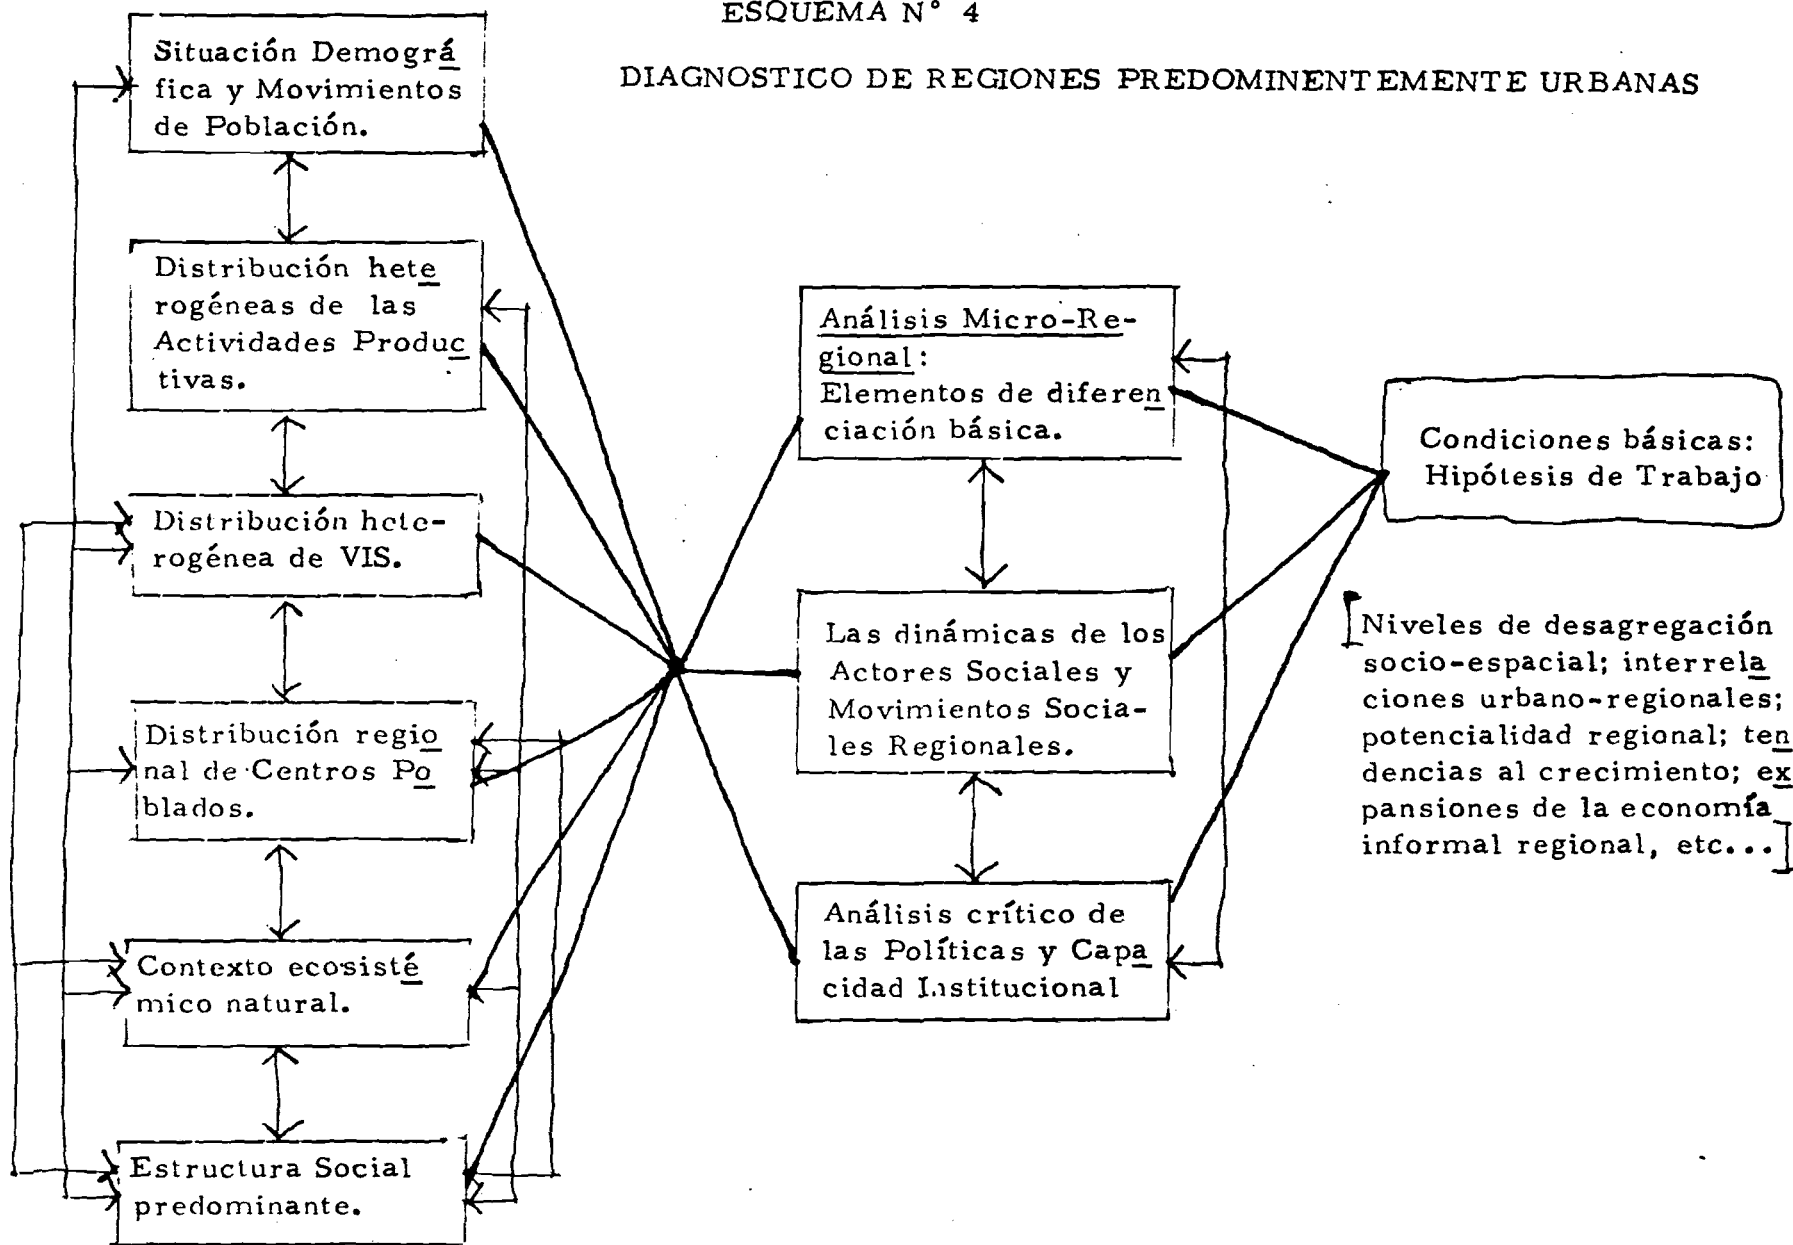 ESQUEMA N° 4
DIAGNOSTICO DE REGIONES PREDOMINENTEMENTE URBANAS
Situación Demográ
fica y Movimientos
de Población.
Distribución hete
rogéneas de las
Actividades Produc
tivas.
Distribución hete-
rogénea de VIS.
Distribución regio
nal de Centros Po
blados.
Contexto ecosisté
mico natural.
Estructura Social
predominante.
Análisis Micro-Re-
gional:
Elementos de diferen
ciación básica.
Las dinámicas de los
Actores Sociales y
Movimientos Socia-
les Regionales.
Análisis crítico de
las Políticas y Capa
cidad Institucional
Condiciones básicas:
Hipótesis de Trabajo
[Niveles de desagregación
socio-espacial; interrela
ciones urbano-regionales;
potencialidad regional; ten
dencias al crecimiento; ex
pansiones de la economía
informal regional, etc...]